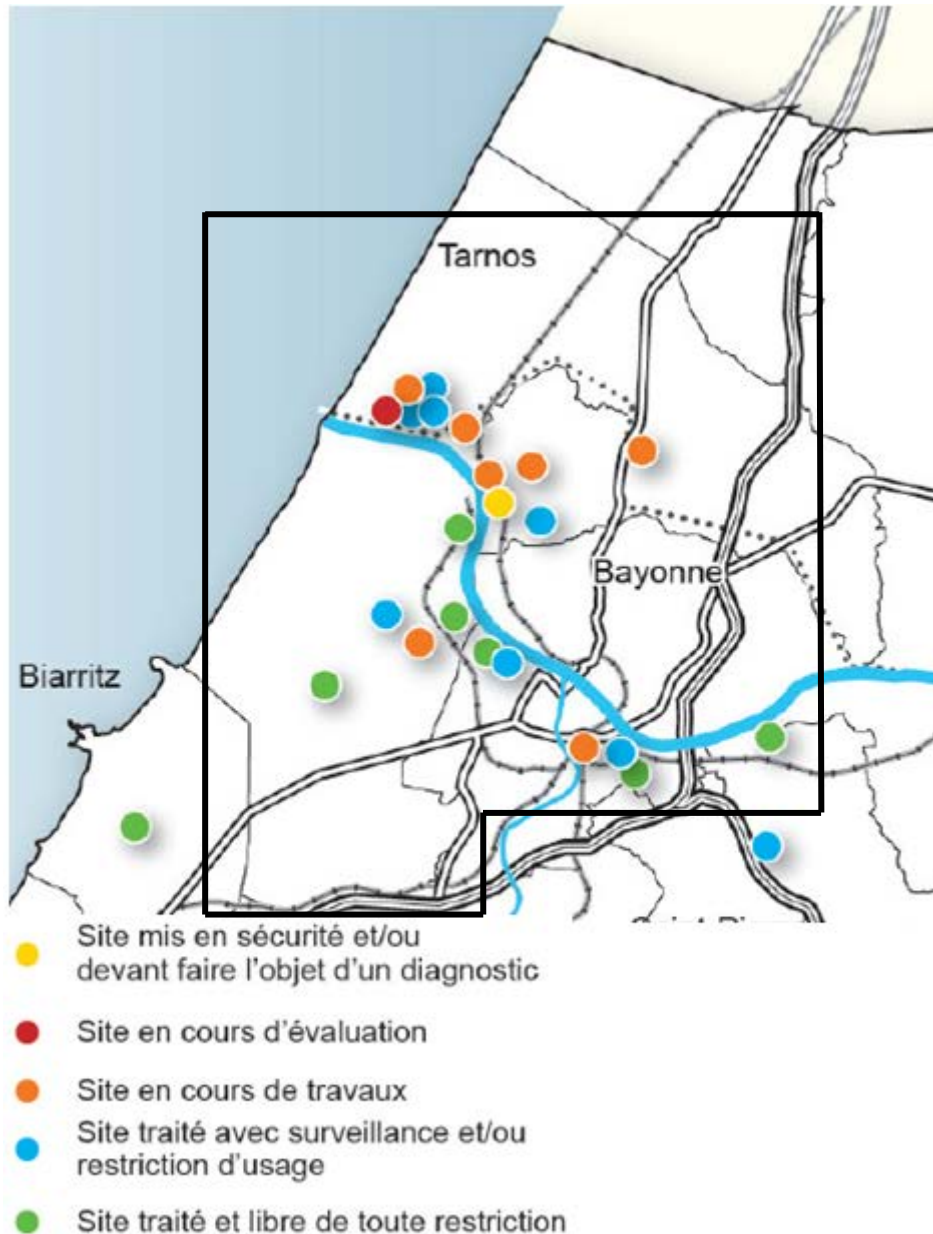 Tarnos
Bayonne
Biarritz
Site mis en sécurité et/ou
devant faire l'objet d'un diagnostic
Site en cours d'évaluation
Site en cours de travaux
Site traité avec surveillance et/ou
restriction d'usage
Site traité et libre de toute restriction